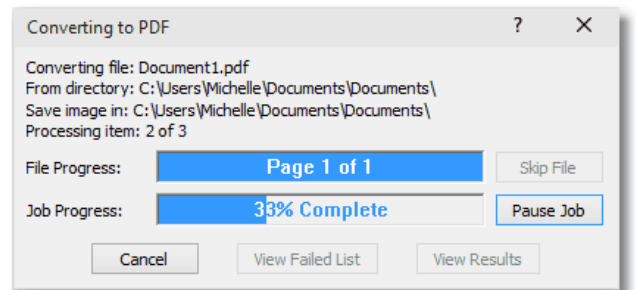 Converting to PDF ? X
Converting file: Document1.pdf
From directory: C:\Users\Michelle\Documents\Documents\
Save image in: C:\Users\Michelle\Documents\Documents\
Processing item: 2 of 3
File Progress: Page 1 of 1 Skip File
Job Progress: 33% Complete Pause Job
Cancel View Failed List View Results